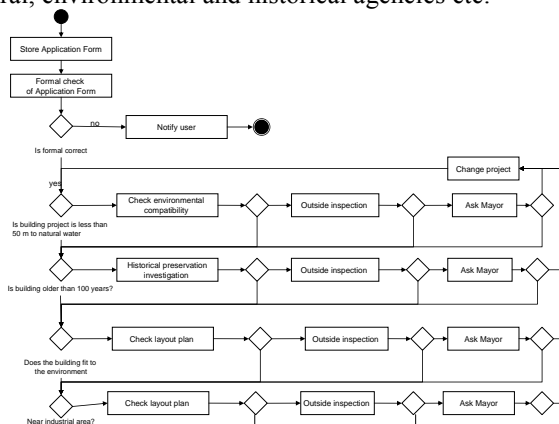 environmental and historical agencies etc.
Store Application Form
Formal check
of Application Form
no
Notify user
Is formal correct
Change project
yes
Check environmental
compatibility
Outside inspection
Ask Mayor
Is building project is less than
50 m to natural water
Historical preservation
investigation
Outside inspection
Ask Mayor
Is building older than 100 years?
Check layout plan
Outside inspection
Ask Mayor
Does the building fit to
the environment
Check layout plan
Outside inspection
Ask Mayor
Near industrial area?